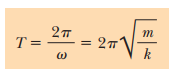 T = 2π/ω = 2π√(m/k)